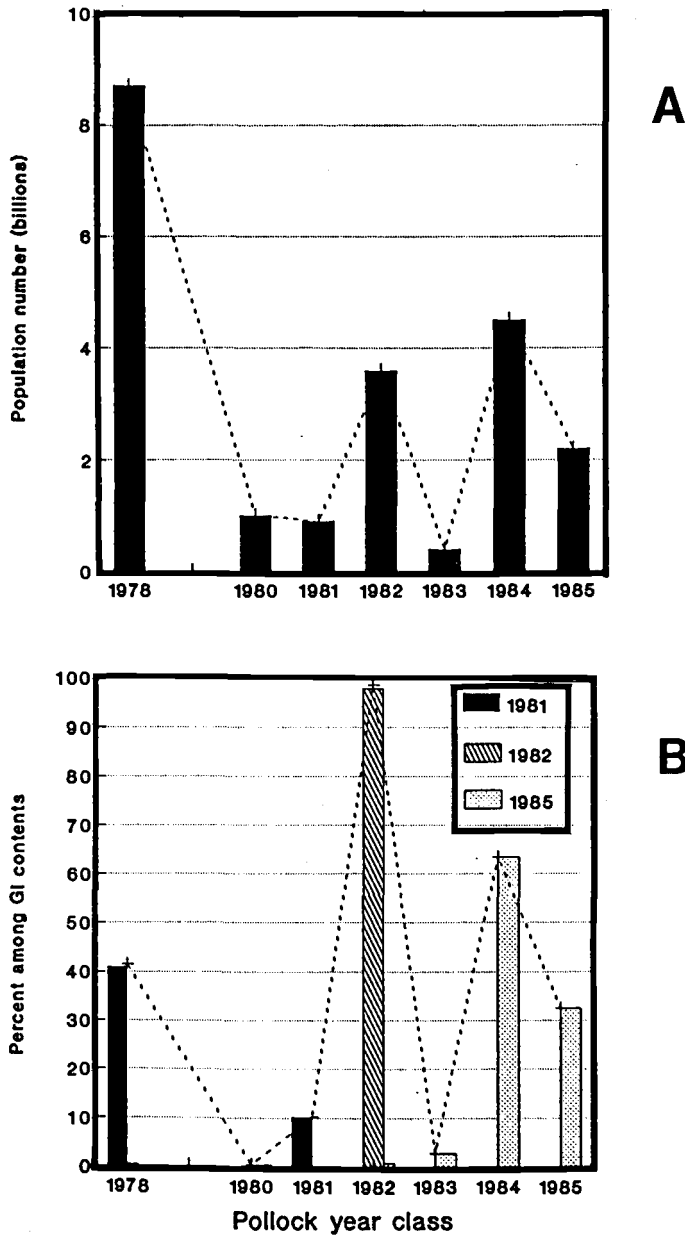 10
A
8
6
4
2
0
Population number (billions)
1978 1980 1981 1982 1983 1984 1985
100
90
80
70
60
50
40
30
20
10
0
Percent among GI contents
1981
1982
1985
B
1978 1980 1981 1982 1983 1984 1985
Pollock year class